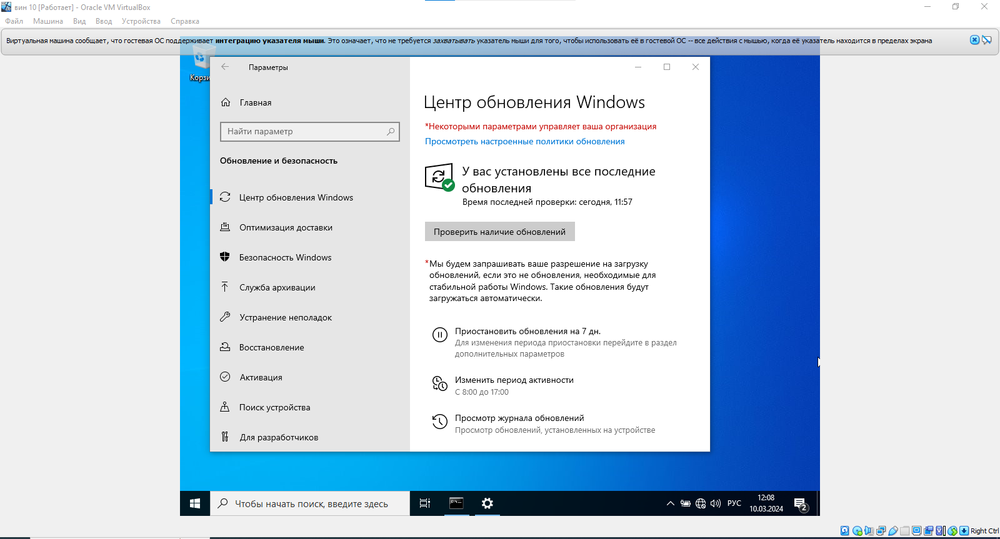 вин 10 [Работает] - Oracle VM VirtualBox
Файл Машина Вид Ввод Устройства Справка
Виртуальная машина сообщает, что гостевая ОС поддерживает интеграцию указателя мыши. Это означает, что не требуется захватывать указатель мыши для того, чтобы использовать её в гостевой ОС -- все действия с мышью, когда её указатель находится в пределах экрана
Параметры
Главная
Найти параметр
Обновление и безопасность
Центр обновления Windows
Оптимизация доставки
Безопасность Windows
Служба архивации
Устранение неполадок
Восстановление
Активация
Поиск устройства
Для разработчиков
Центр обновления Windows
*Некоторыми параметрами управляет ваша организация
Просмотреть настроенные политики обновления
У вас установлены все последние
обновления
Время последней проверки: сегодня, 11:57
Проверить наличие обновлений
*Мы будем запрашивать ваше разрешение на загрузку
обновлений, если это не обновления, необходимые для
стабильной работы Windows. Такие обновления будут
загружаться автоматически.
Приостановить обновления на 7 дн.
Для изменения периода приостановки перейдите в раздел
дополнительных параметров
Изменить период активности
С 8:00 до 17:00
Просмотр журнала обновлений
Просмотр обновлений, установленных на устройстве
Чтобы начать поиск, введите здесь
РУС
12:08
10.03.2024
2
Right Ctrl